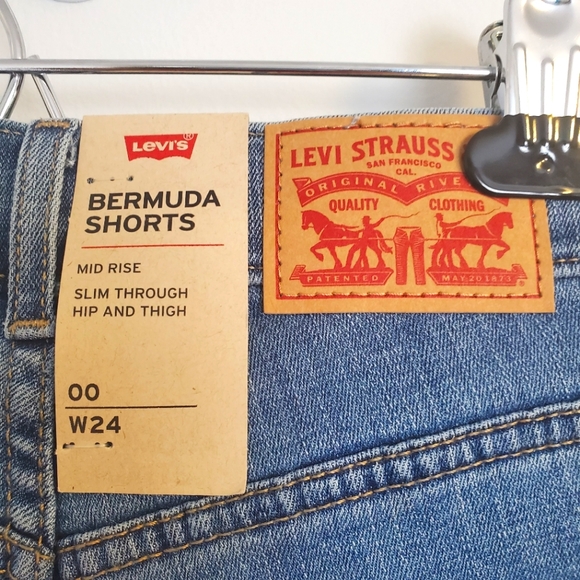 LEVI'S®
BERMUDA
SHORTS
MID RISE
SLIM THROUGH
HIP AND THIGH
00
W24
LEVI STRAUSS
SAN FRANCISCO
CAL.
ORIGINAL RIVE
QUALITY CLOTHING
PATENTED MAY 20 1873